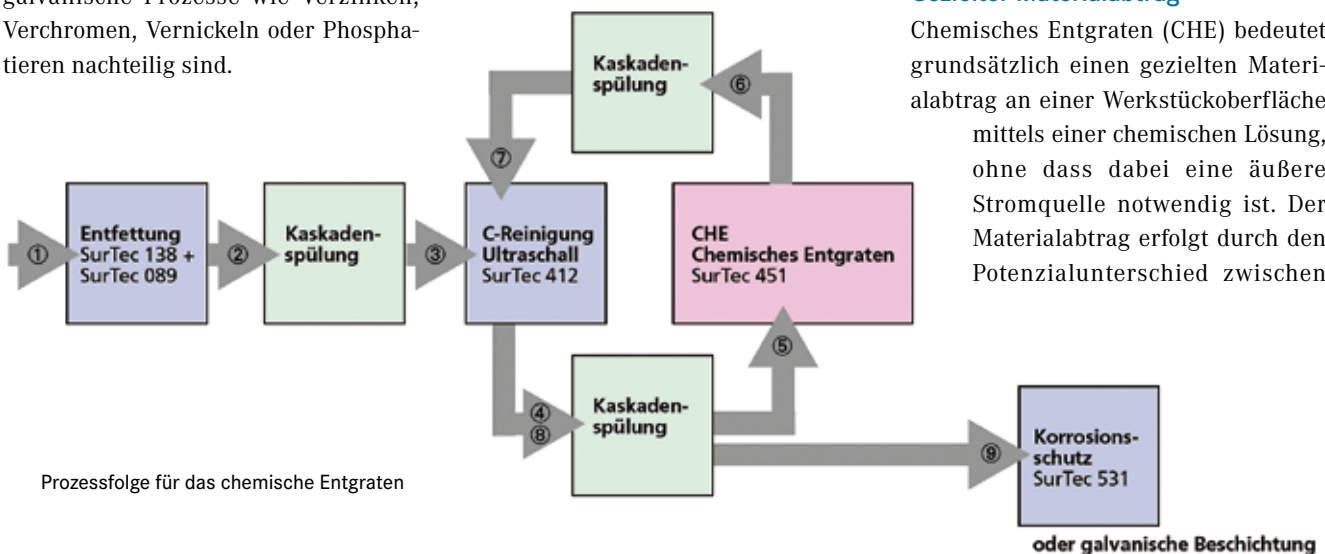 galvanische Prozesse wie Verzinken,
Verchromen, Vernickeln oder Phospha-
tieren nachteilig sind.
①
Entfettung
SurTec 138 +
SurTec 089
②
Kaskaden-
spülung
③
C-Reinigung
Ultraschall
SurTec 412
④
⑧
Kaskaden-
spülung
⑤
CHE
Chemisches Entgraten
SurTec 451
⑥
Kaskaden-
spülung
⑦
⑨
Korrosions-
schutz
SurTec 531
oder galvanische Beschichtung
Prozessfolge für das chemische Entgraten
Gezielter Materialabtrag
Chemisches Entgraten (CHE) bedeutet
grundsätzlich einen gezielten Materi-
alabtrag an einer Werkstückoberfläche
mittels einer chemischen Lösung,
ohne dass dabei eine äußere
Stromquelle notwendig ist. Der
Materialabtrag erfolgt durch den
Potenzialunterschied zwischen